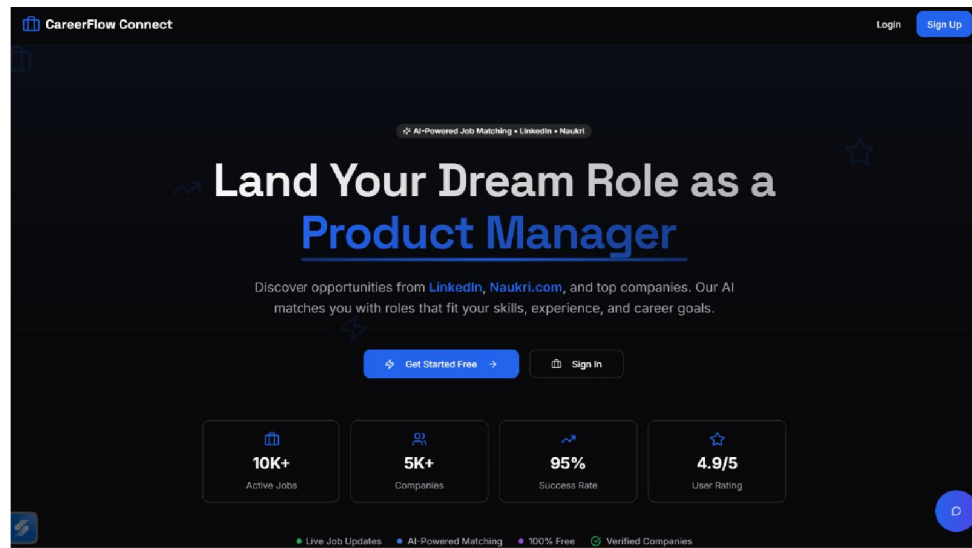 CareerFlow Connect
Login
Sign Up
AI-Powered Job Matching • LinkedIn • Naukri
Land Your Dream Role as a
Product Manager
Discover opportunities from LinkedIn, Naukri.com, and top companies. Our AI
matches you with roles that fit your skills, experience, and career goals.
Get Started Free →
Sign In
10K+
Active Jobs
5K+
Companies
95%
Success Rate
4.9/5
User Rating
Live Job Updates
AI-Powered Matching
100% Free
Verified Companies